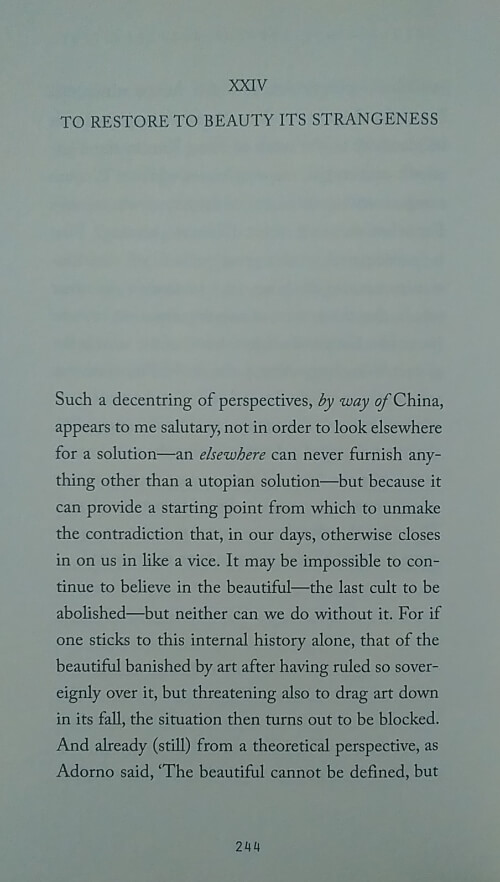 XXIV
TO RESTORE TO BEAUTY ITS STRANGENESS
Such a decentring of perspectives, by way of China,
appears to me salutary, not in order to look elsewhere
for a solution—an elsewhere can never furnish any-
thing other than a utopian solution—but because it
can provide a starting point from which to unmake
the contradiction that, in our days, otherwise closes
in on us in like a vice. It may be impossible to con-
tinue to believe in the beautiful—the last cult to be
abolished—but neither can we do without it. For if
one sticks to this internal history alone, that of the
beautiful banished by art after having ruled so sover-
eignly over it, but threatening also to drag art down
in its fall, the situation then turns out to be blocked.
And already (still) from a theoretical perspective, as
Adorno said, ‘The beautiful cannot be defined, but
244